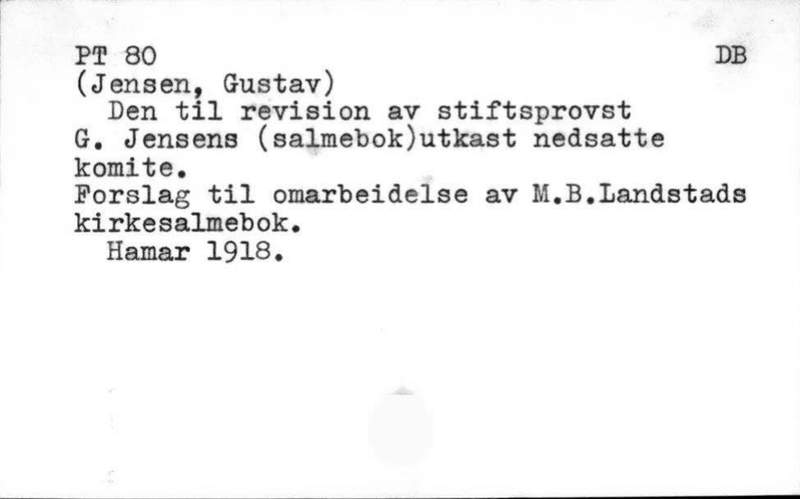 PT 80 DB
(Jensen, Gustav)
Den til revision av stiftsprovst
G. Jensens (salmebok)utkast nedsatte
komite.
Forslag til omarbeidelse av M.B.Landstads
kirkesalmebok.
Hamar 1918.